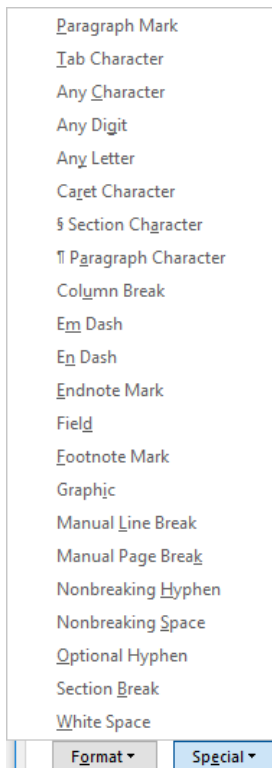 Paragraph Mark
Tab Character
Any Character
Any Digit
Any Letter
Caret Character
§ Section Character
¶ Paragraph Character
Column Break
Em Dash
En Dash
Endnote Mark
Field
Footnote Mark
Graphic
Manual Line Break
Manual Page Break
Nonbreaking Hyphen
Nonbreaking Space
Optional Hyphen
Section Break
White Space
Format ▾ Special ▾